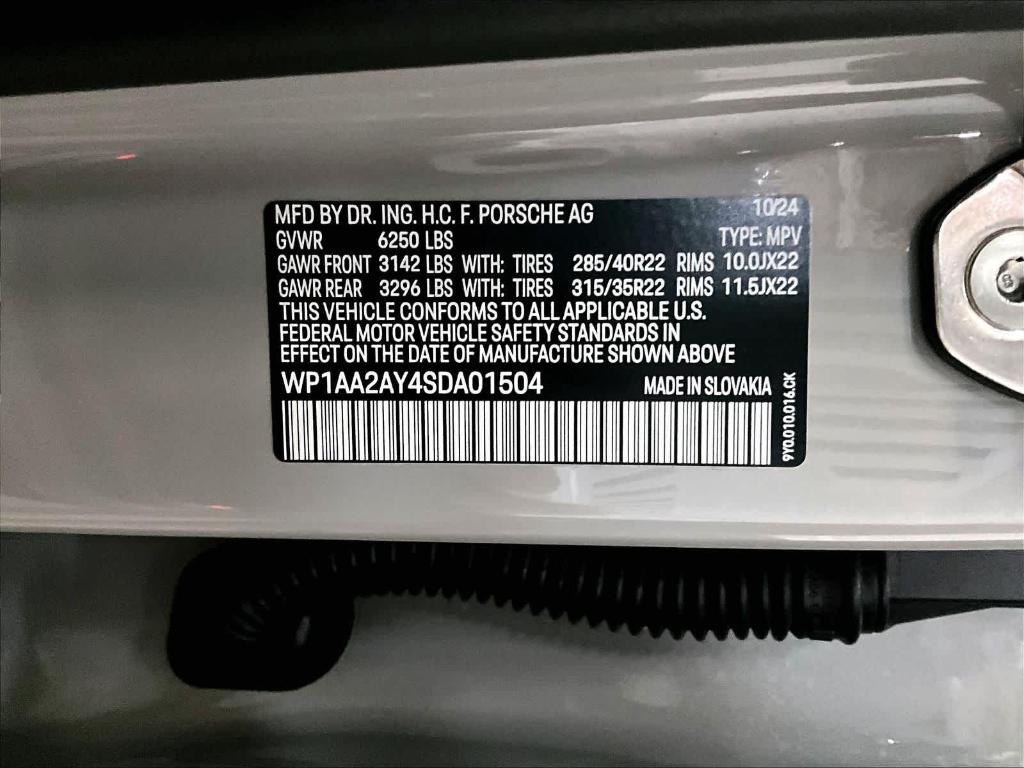 MFD BY DR. ING. H.C. F. PORSCHE AG 10/24
GVWR 6250 LBS TYPE: MPV
GAWR FRONT 3142 LBS WITH: TIRES 285/40R22 RIMS 10.0JX22
GAWR REAR 3296 LBS WITH: TIRES 315/35R22 RIMS 11.5JX22
THIS VEHICLE CONFORMS TO ALL APPLICABLE U.S.
FEDERAL MOTOR VEHICLE SAFETY STANDARDS IN
EFFECT ON THE DATE OF MANUFACTURE SHOWN ABOVE
WP1AA2AY4SDA01504 MADE IN SLOVAKIA
9Y0.010.016.CK
8